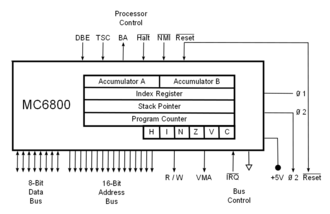 Processor
Control
DBE TSC BA Halt NMI Reset
Accumulator A Accumulator B
Index Register
Stack Pointer
Program Counter
H I N Z V C
MC6800
Ø 1
Ø 2
8-Bit
Data
Bus
16-Bit
Address
Bus
R / W VMA IRQ
Bus
Control
+5V Ø 2 Reset